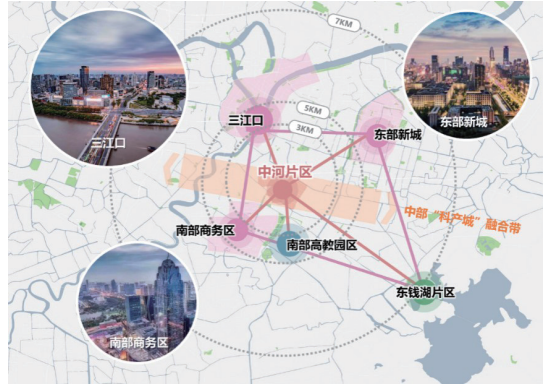 7KM
5KM
3KM
三江口
三江口
东部新城
东部新城
中河片区
中部“科产城”融合带
南部商务区
南部高教园区
东钱湖片区
南部商务区